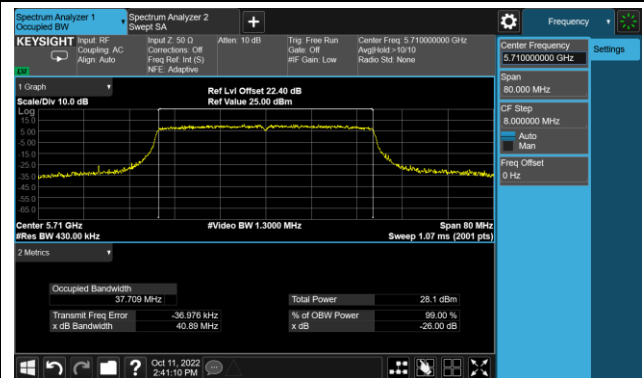 Spectrum Analyzer 1
Occupied BW
Spectrum Analyzer 2
Swept SA
Frequency
KEYSIGHT
Input: RF
Coupling: AC
Align: Auto
Input Z: 50 Ω
Corrections: Off
Freq Ref: Int (S)
NFE: Adaptive
Atten: 10 dB
Trig: Free Run
Gate: Off
#IF Gain: Low
Center Freq: 5.710000000 GHz
Avg|Hold:>10/10
Radio Std: None
1 Graph
Scale/Div 10.0 dB
Ref Lvl Offset 22.40 dB
Ref Value 25.00 dBm
Log
15.0
5.00
-5.00
-15.0
-25.0
-35.0
-45.0
-55.0
-65.0
Center 5.71 GHz
#Res BW 430.00 kHz
#Video BW 1.3000 MHz
Span 80 MHz
Sweep 1.07 ms (2001 pts)
2 Metrics
Occupied Bandwidth
37.709 MHz
Transmit Freq Error -36.976 kHz
x dB Bandwidth 40.89 MHz
Total Power 28.1 dBm
% of OBW Power 99.00 %
x dB -26.00 dB
Oct 11, 2022
2:41:10 PM
Center Frequency
5.710000000 GHz
Span
80.000 MHz
CF Step
8.000000 MHz
Auto
Man
Freq Offset
0 Hz
Settings